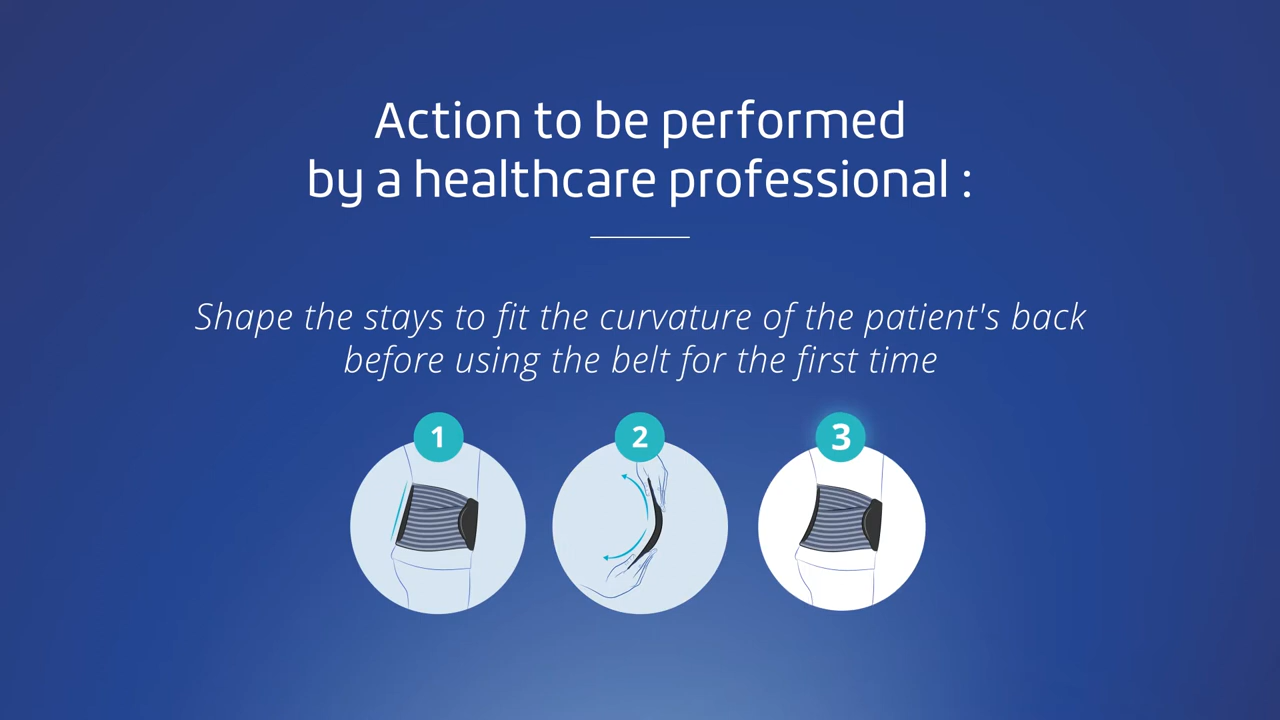 Action to be performed
by a healthcare professional :
Shape the stays to fit the curvature of the patient's back
before using the belt for the first time
1
2
3